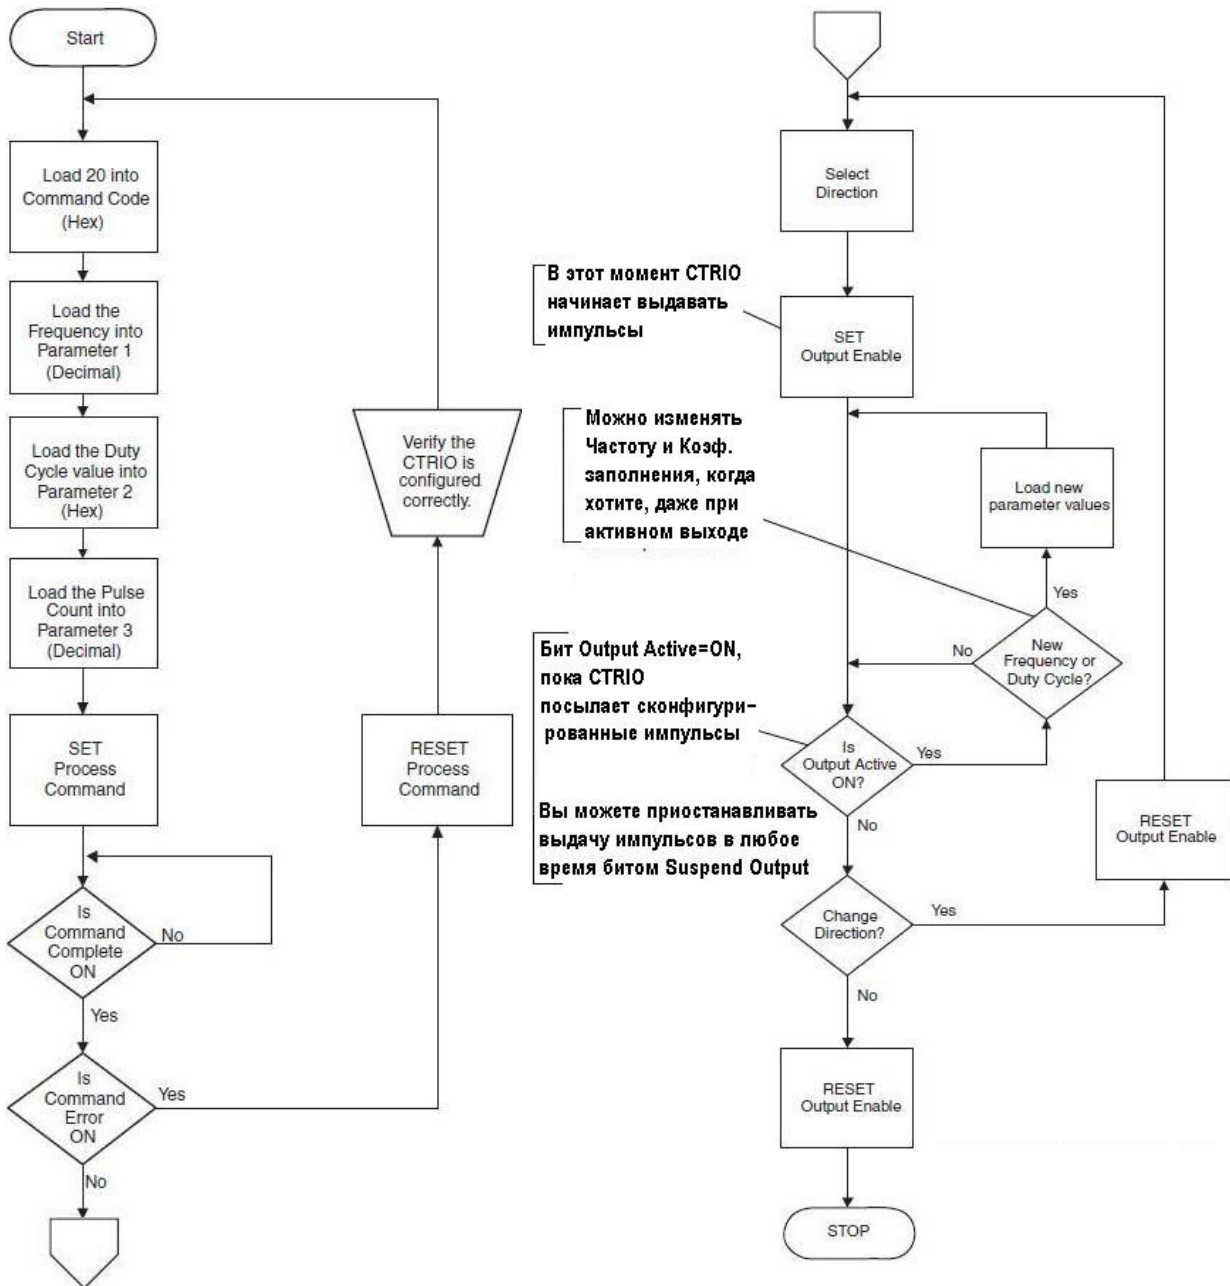 Start
Load 20 into
Command Code
(Hex)
Load the
Frequency into
Parameter 1
(Decimal)
Load the Duty
Cycle value into
Parameter 2
(Hex)
Load the Pulse
Count into
Parameter 3
(Decimal)
SET
Process
Command
Is
Command
Complete
ON
No
Yes
Is
Command
Error
ON
Yes
No
RESET
Process
Command
Verify the
CTRIO is
configured
correctly.
Select
Direction
В этот момент CTRIO
начинает выдавать
импульсы
SET
Output Enable
Можно изменять
Частоту и Коэф.
заполнения, когда
хотите, даже при
активном выходе
Load new
parameter values
Yes
New
Frequency or
Duty Cycle?
No
Бит Output Active=ON,
пока CTRIO
посылает сконфигури-
рованные импульсы
Is
Output Active
ON?
Yes
No
Вы можете приостанавливать
выдачу импульсов в любое
время битом Suspend Output
RESET
Output Enable
Change
Direction?
Yes
No
RESET
Output Enable
STOP